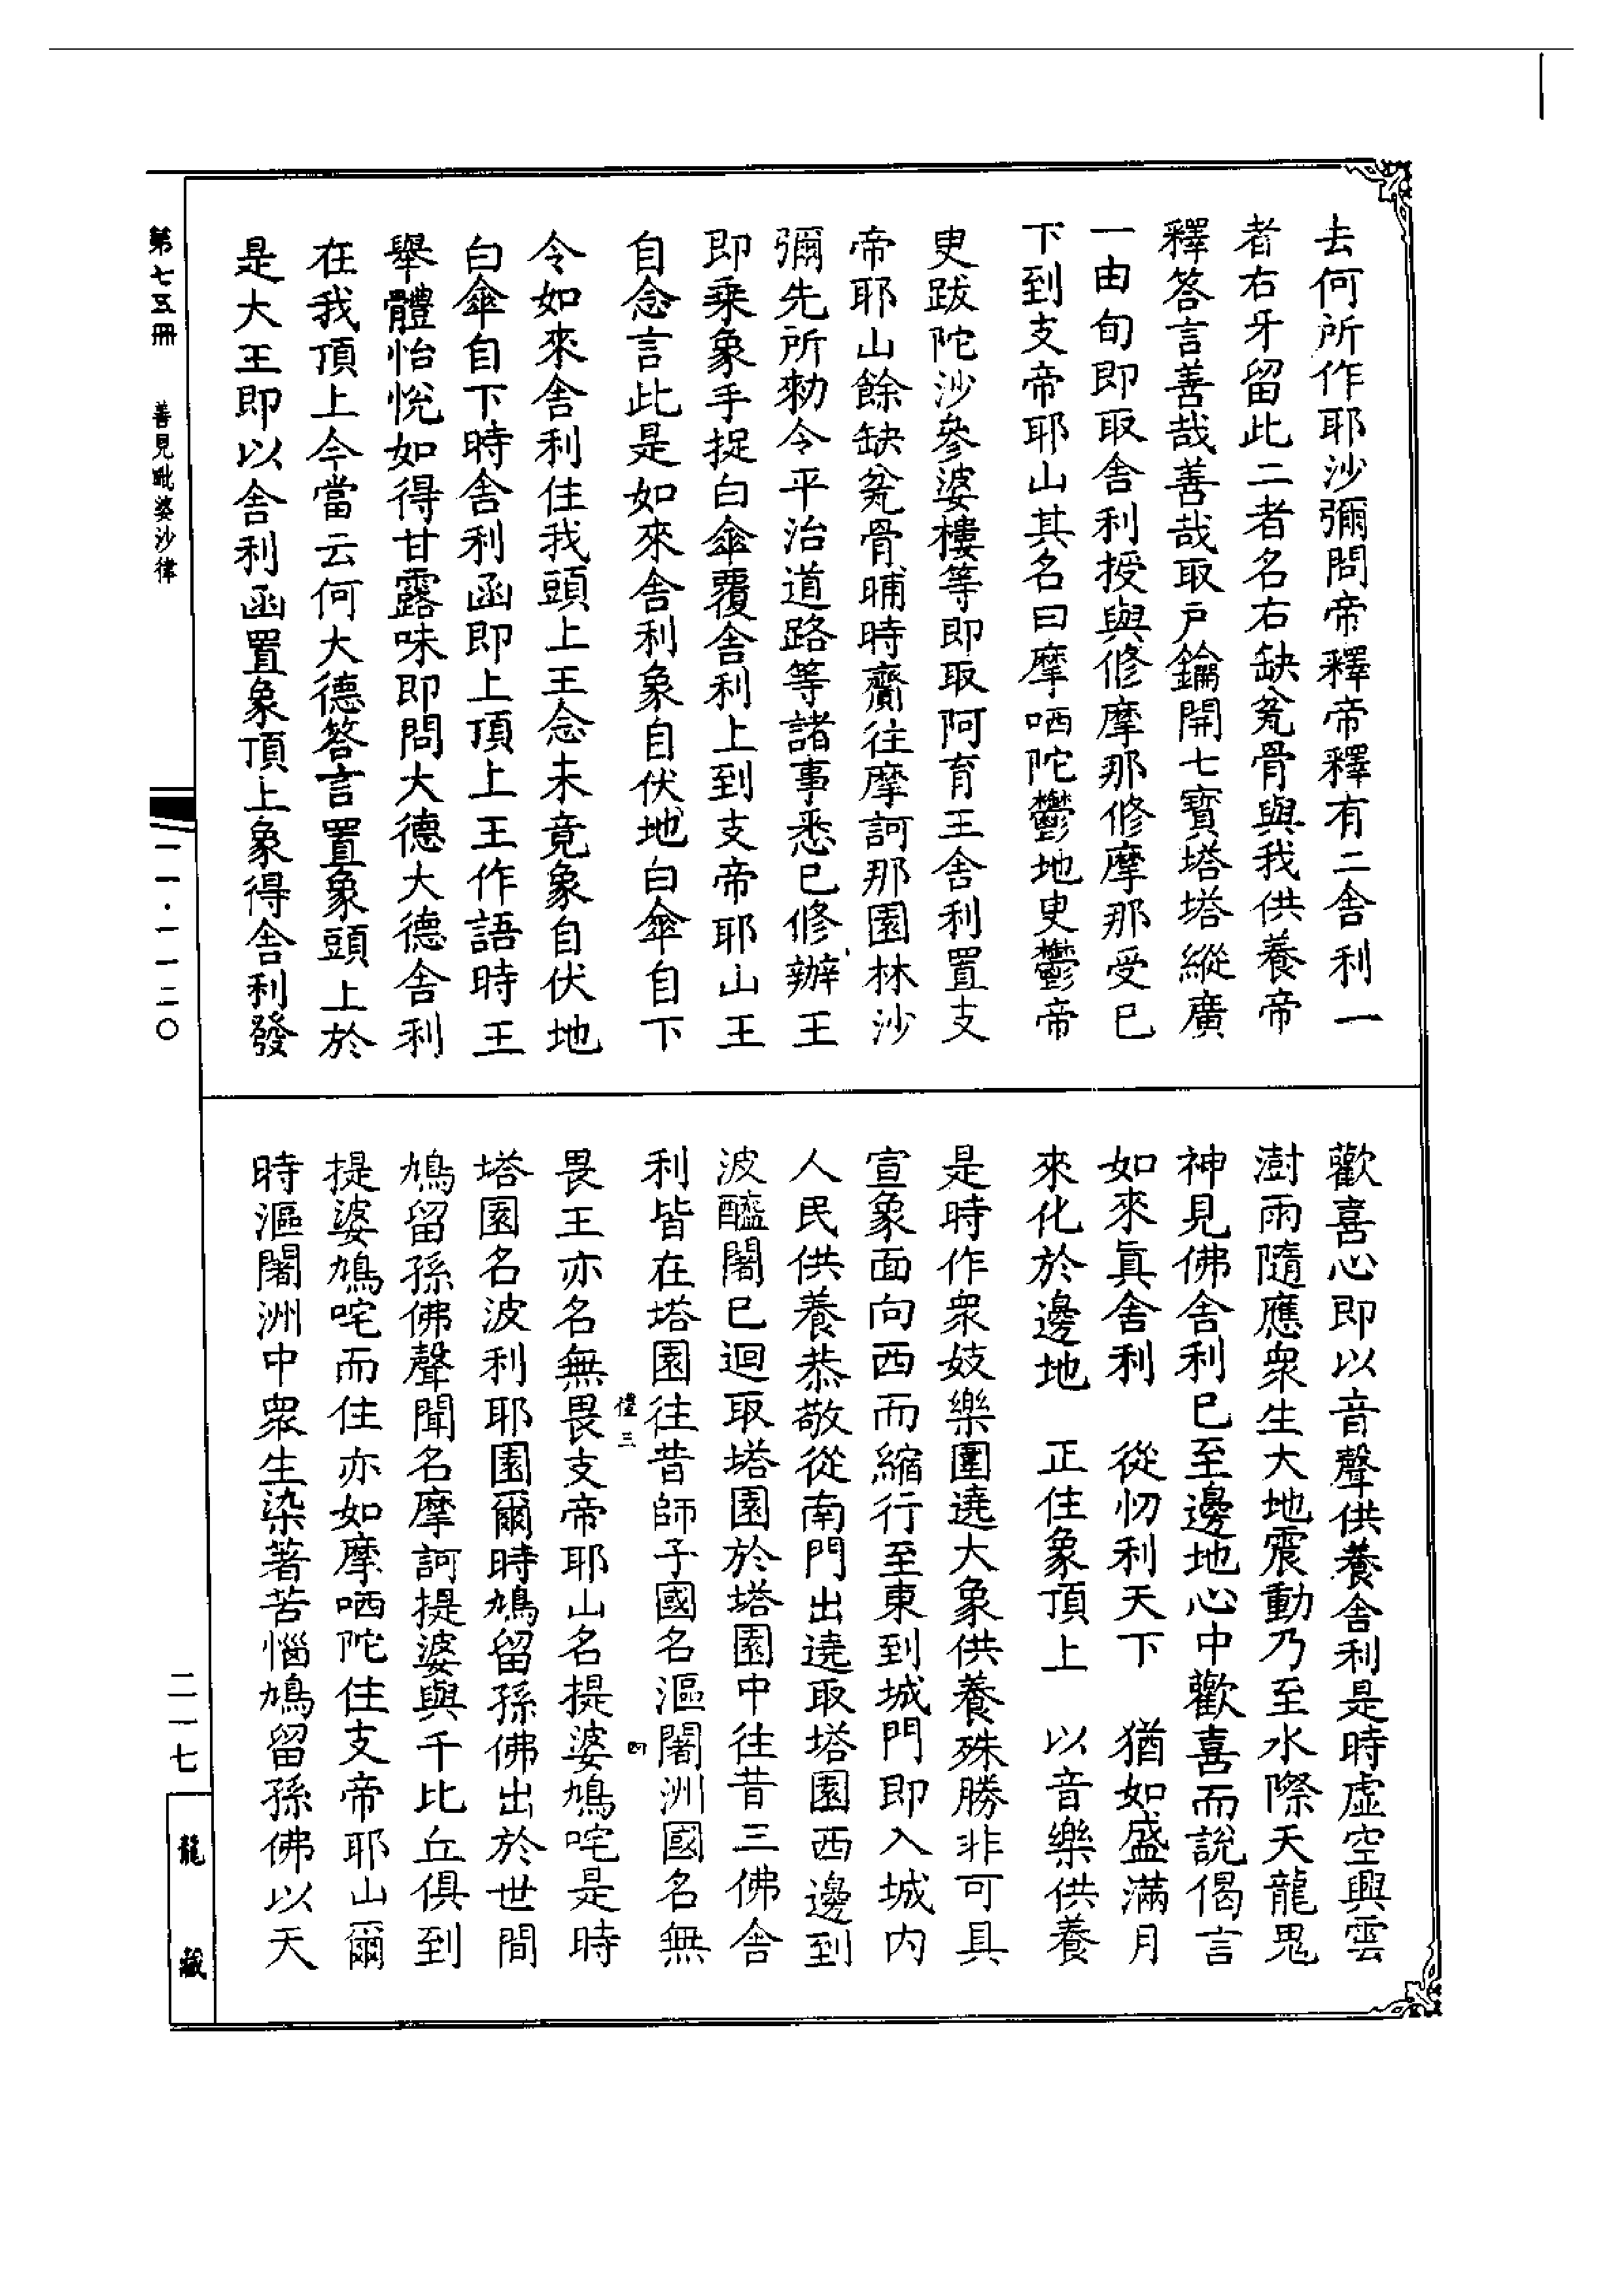 去何所作耶沙彌問帝釋帝釋有二舍利一
者右牙留此二者名右缺瓫骨與我供養帝
釋答言善哉善哉取戶鑰開七寶塔塔縱廣
一由旬即取舍利授與修摩那修摩那受已
下到支帝耶山其名曰摩哂陀鬱地叟鬱帝
叟跋陀沙參婆樓等即取阿育王舍利置支
帝耶山餘缺瓫骨晡時齎往摩訶那園林沙
彌先所勑令平治道路等諸事悉已修辦王
即乗象手捉白傘覆舍利上到支帝耶山王
自念言此是如來舍利象自伏地白傘自下
令如來舍利住我頭上王念未竟象自伏地
白傘自下時舍利函即上頂上王作語時王
舉體怡悅如得甘露味即問大德大德舍利
在我頂上今當云何大德答言置象頭上於
是大王即以舍利函置象頂上象得舍利發
歡喜心即以音聲供養舍利是時虛空興雲
澍雨隨應衆生大地震動乃至水際天龍鬼
神見佛舍利已至邊地心中歡喜而說偈言
如來真舍利　從忉利天下　猶如盛滿月
來化於邊地　正住象頂上　以音樂供養
是時作衆妓樂圍遶大象供養殊勝非可具
宣象面向西而縮行至東到城門即入城內
人民供養恭敬從南門出遶取塔園西邊到
波醯闍已迴取塔園於塔園中往昔三佛舍
利皆在塔園往昔師子國名漚闍洲國名無
僅三
四
畏王亦名無畏支帝耶山名提婆鳩咤是時
塔園名波利耶園爾時鳩留孫佛出於世間
鳩留孫佛聲聞名摩訶提婆與千比丘俱到
提婆鳩咤而住亦如摩哂陀住支帝耶山爾
時漚闍洲中衆生染著苦惱鳩留孫佛以天
第七五冊　善見毗婆沙律
一一一·一一二〇
二一七
龍藏